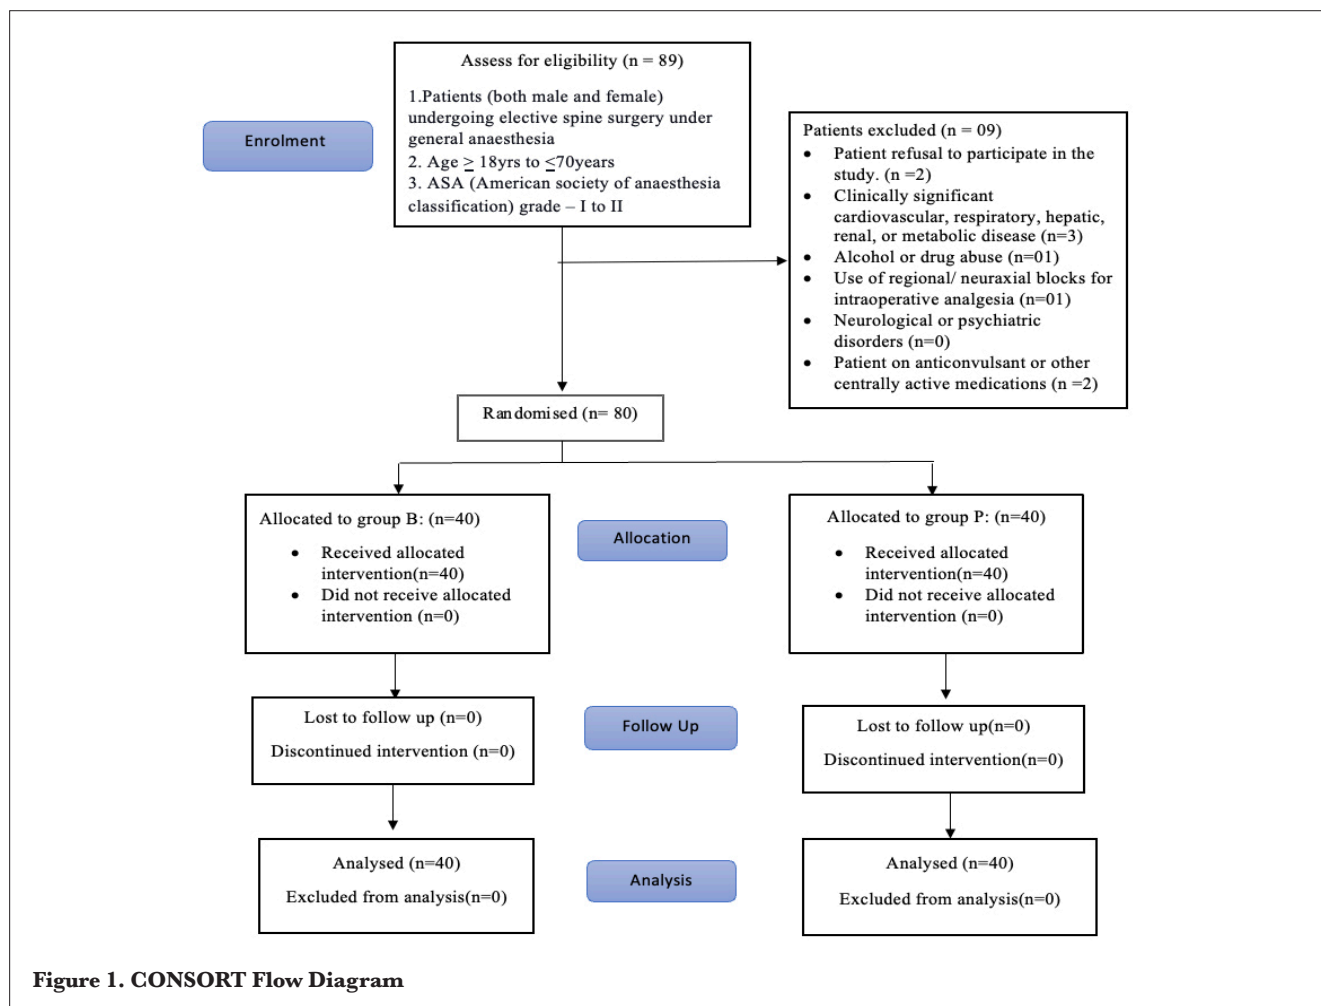 Assess for eligibility (n = 89)
1.Patients (both male and female)
undergoing elective spine surgery under
general anaesthesia
2. Age ≥ 18yrs to ≤70years
3. ASA (American society of anaesthesia
classification) grade – I to II
Enrolment
Patients excluded (n = 09)
• Patient refusal to participate in the
study. (n =2)
• Clinically significant
cardiovascular, respiratory, hepatic,
renal, or metabolic disease (n=3)
• Alcohol or drug abuse (n=01)
• Use of regional/ neuraxial blocks for
intraoperative analgesia (n=01)
• Neurological or psychiatric
disorders (n=0)
• Patient on anticonvulsant or other
centrally active medications (n =2)
Randomised (n= 80)
Allocated to group B: (n=40)
• Received allocated
intervention(n=40)
• Did not receive allocated
intervention (n=0)
Allocation
Allocated to group P: (n=40)
• Received allocated
intervention(n=40)
• Did not receive allocated
intervention (n=0)
Lost to follow up (n=0)
Discontinued intervention (n=0)
Follow Up
Lost to follow up(n=0)
Discontinued intervention(n=0)
Analysed (n=40)
Excluded from analysis(n=0)
Analysis
Analysed (n=40)
Excluded from analysis(n=0)
Figure 1. CONSORT Flow Diagram